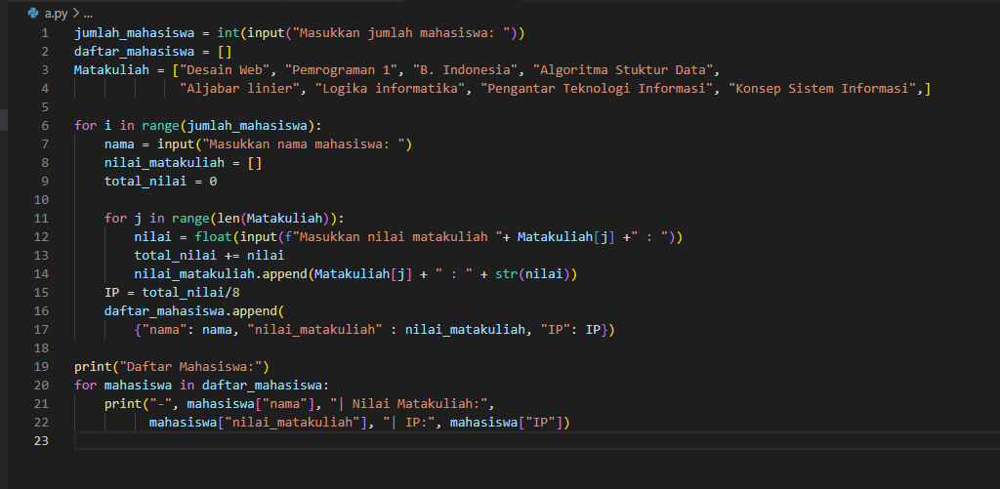 a.py > ...
1 jumlah_mahasiswa = int(input("Masukkan jumlah mahasiswa: "))
2 daftar_mahasiswa = []
3 Matakuliah = ["Desain Web", "Pemrograman 1", "B. Indonesia", "Algoritma Stuktur Data",
4 "Aljabar linier", "Logika informatika", "Pengantar Teknologi Informasi", "Konsep Sistem Informasi",]
5
6 for i in range(jumlah_mahasiswa):
7     nama = input("Masukkan nama mahasiswa: ")
8     nilai_matakuliah = []
9     total_nilai = 0
10
11     for j in range(len(Matakuliah)):
12         nilai = float(input(f"Masukkan nilai matakuliah "+ Matakuliah[j] +" : "))
13         total_nilai += nilai
14         nilai_matakuliah.append(Matakuliah[j] + " : " + str(nilai))
15     IP = total_nilai/8
16     daftar_mahasiswa.append(
17         {"nama": nama, "nilai_matakuliah" : nilai_matakuliah, "IP": IP})
18
19 print("Daftar Mahasiswa:")
20 for mahasiswa in daftar_mahasiswa:
21     print("-", mahasiswa["nama"], "| Nilai Matakuliah:",
22           mahasiswa["nilai_matakuliah"], "| IP:", mahasiswa["IP"])
23